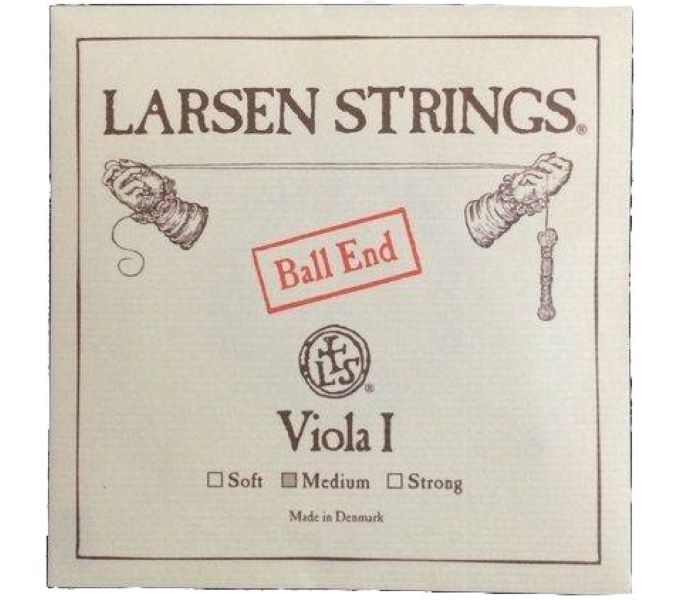 LARSEN STRINGS®
Ball End
LS®
Viola I
☐ Soft ■ Medium ☐ Strong
Made in Denmark